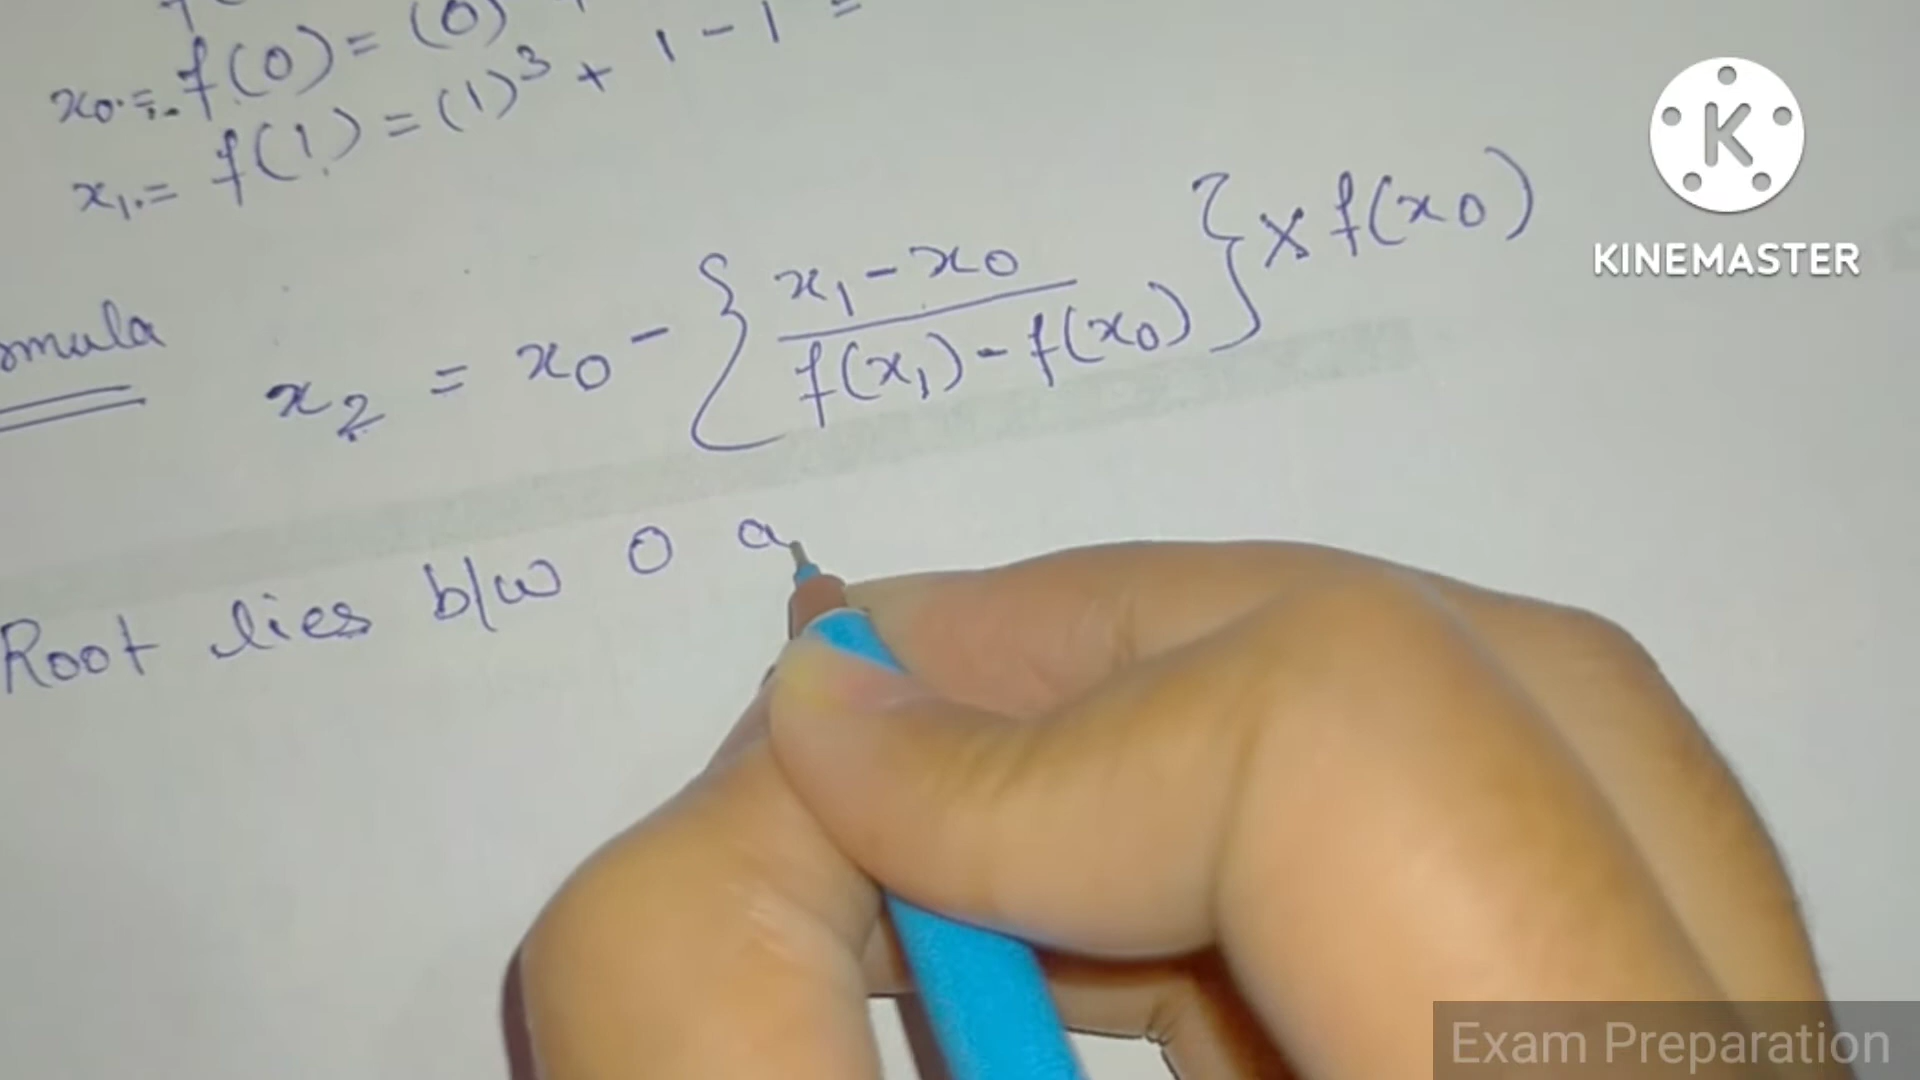 x₀ = f(0) = (0)
x₁ = f(1) = (1)³ + 1 - 1 =
omula x₂ = x₀ - { x₁ - x₀ / f(x₁) - f(x₀) } × f(x₀)
Root lies b/w 0 a
K
KINEMASTER
Exam Preparation